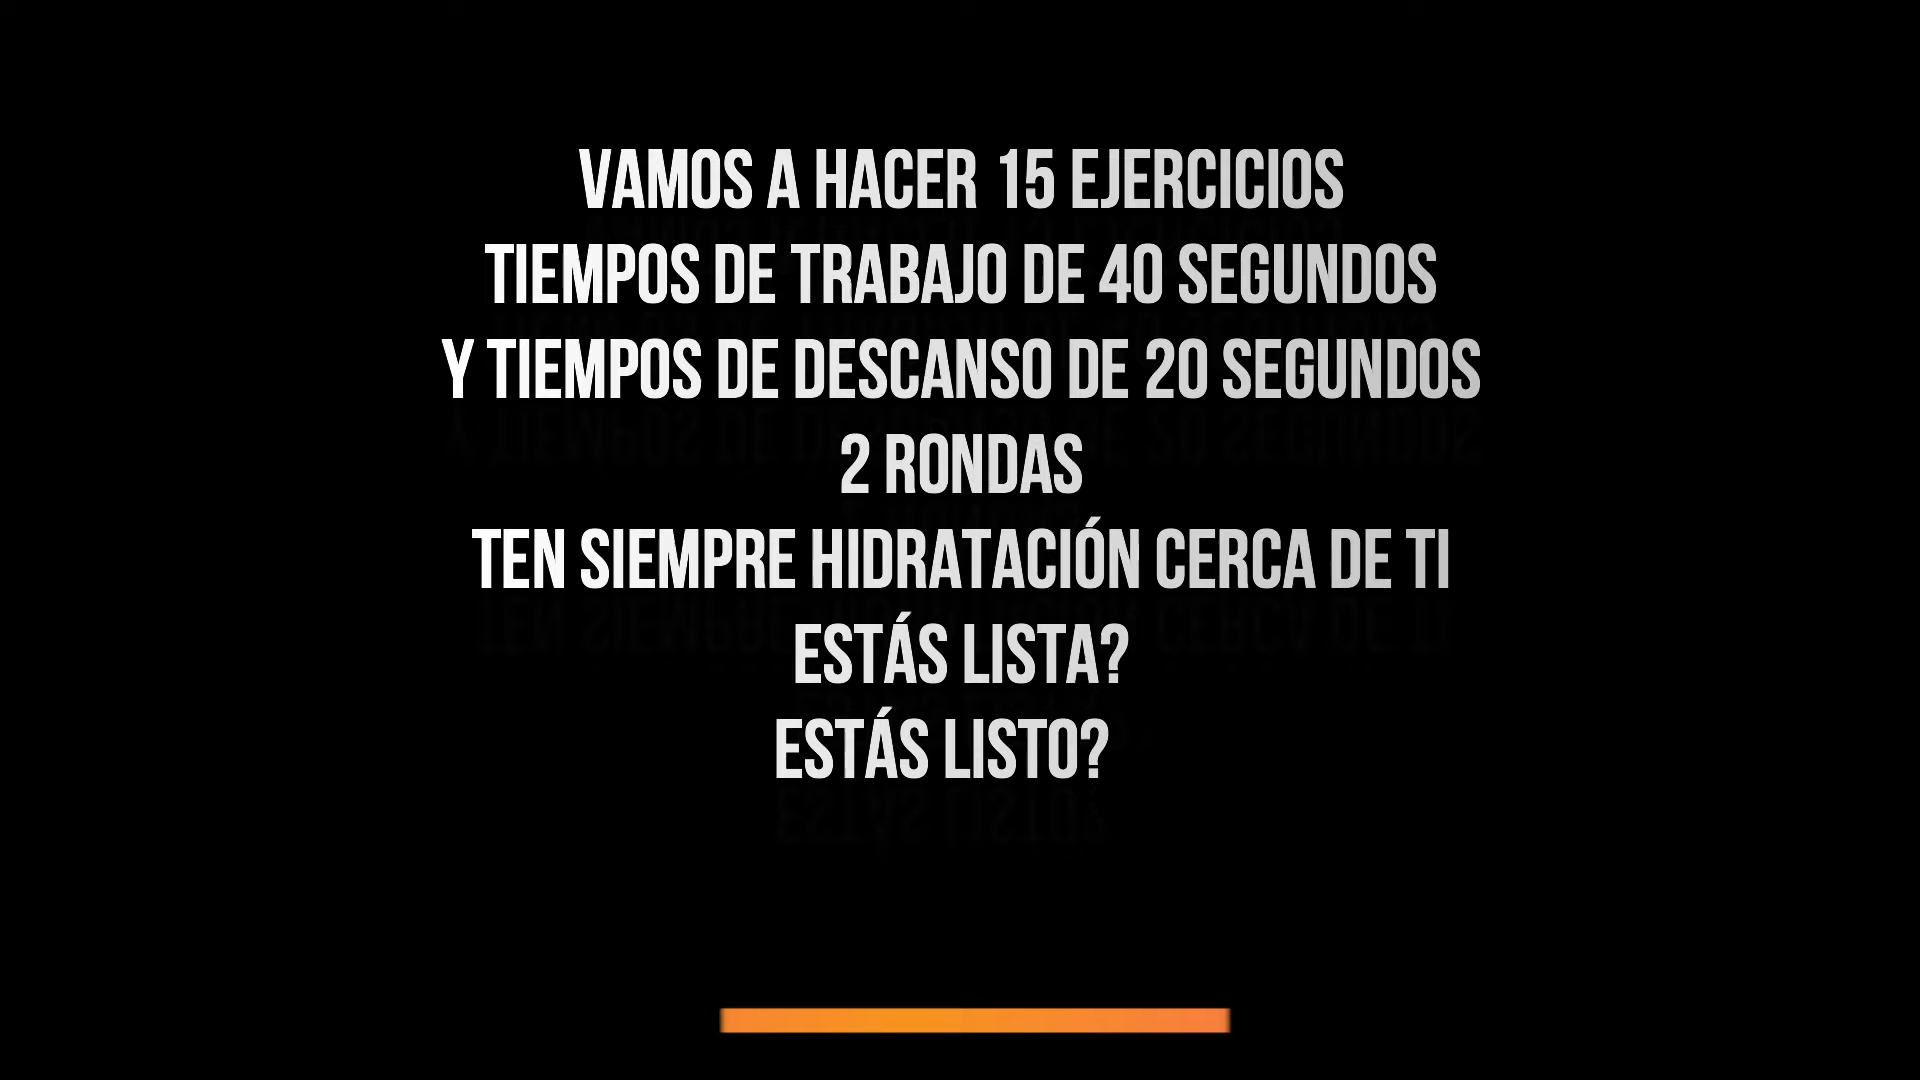 VAMOS A HACER 15 EJERCICIOS
TIEMPOS DE TRABAJO DE 40 SEGUNDOS
Y TIEMPOS DE DESCANSO DE 20 SEGUNDOS
2 RONDAS
TEN SIEMPRE HIDRATACIÓN CERCA DE TI
ESTÁS LISTA?
ESTÁS LISTO?